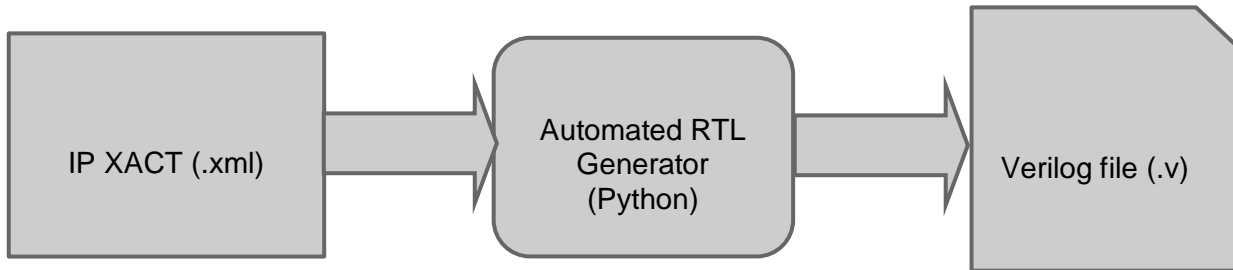 IP XACT (.xml)
Automated RTL
Generator
(Python)
Verilog file (.v)